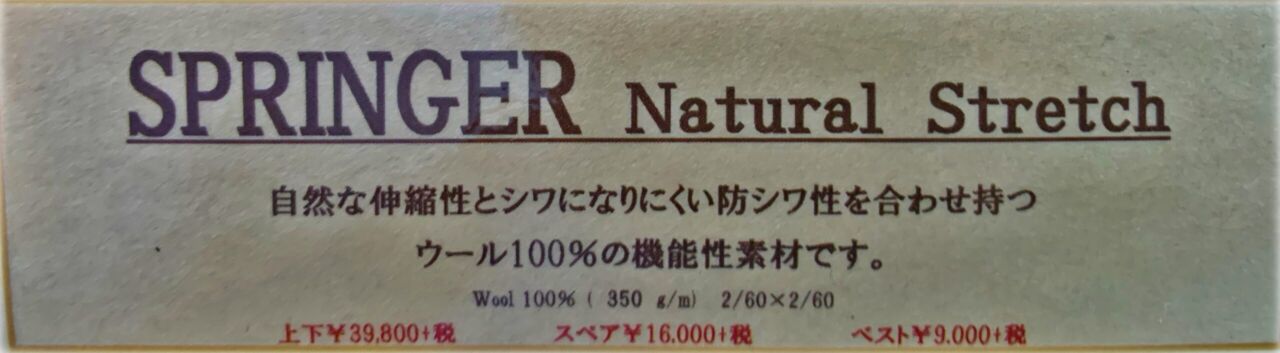 SPRINGER Natural Stretch
自然な伸縮性とシワになりにくい防シワ性を合わせ持つ
ウール100%の機能性素材です。
Wool 100% ( 350 g/m) 2/60×2/60
上下¥39,800+税 スペア¥16,000+税 ベスト¥9,000+税